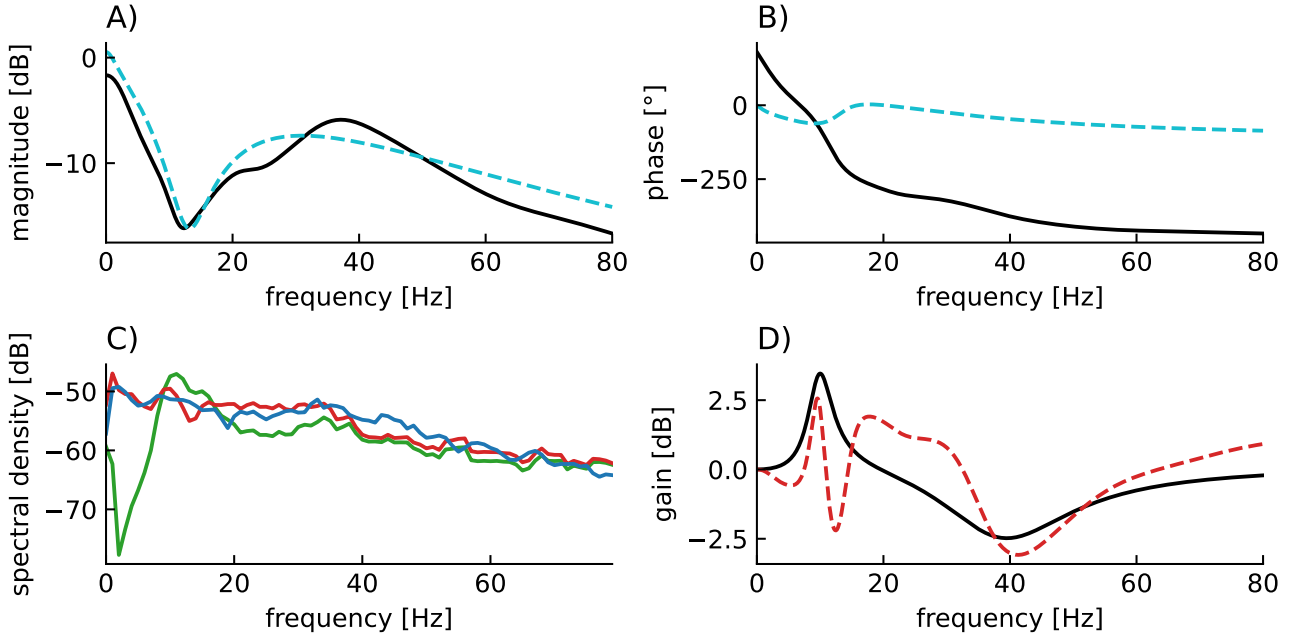 A)
magnitude [dB]
0
−10
0 20 40 60 80
frequency [Hz]
B)
phase [°]
0
−250
0 20 40 60 80
frequency [Hz]
C)
spectral density [dB]
−50
−60
−70
0 20 40 60
frequency [Hz]
D)
gain [dB]
2.5
0.0
−2.5
0 20 40 60 80
frequency [Hz]